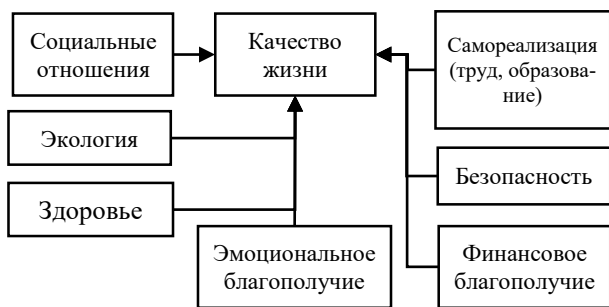 Социальные
отношения
Качество
жизни
Самореализация
(труд, образова-
ние)
Экология
Безопасность
Здоровье
Эмоциональное
благополучие
Финансовое
благополучие